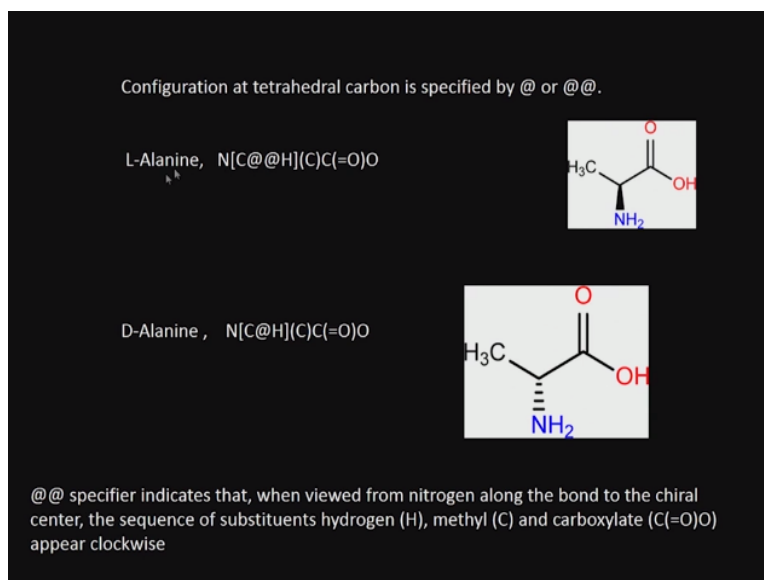 Configuration at tetrahedral carbon is specified by @ or @@.
L-Alanine, N[C@@H](C)C(=O)O
O
H₃C
OH
NH₂
D-Alanine , N[C@H](C)C(=O)O
O
H₃C
OH
NH₂
@@ specifier indicates that, when viewed from nitrogen along the bond to the chiral
center, the sequence of substituents hydrogen (H), methyl (C) and carboxylate (C(=O)O)
appear clockwise